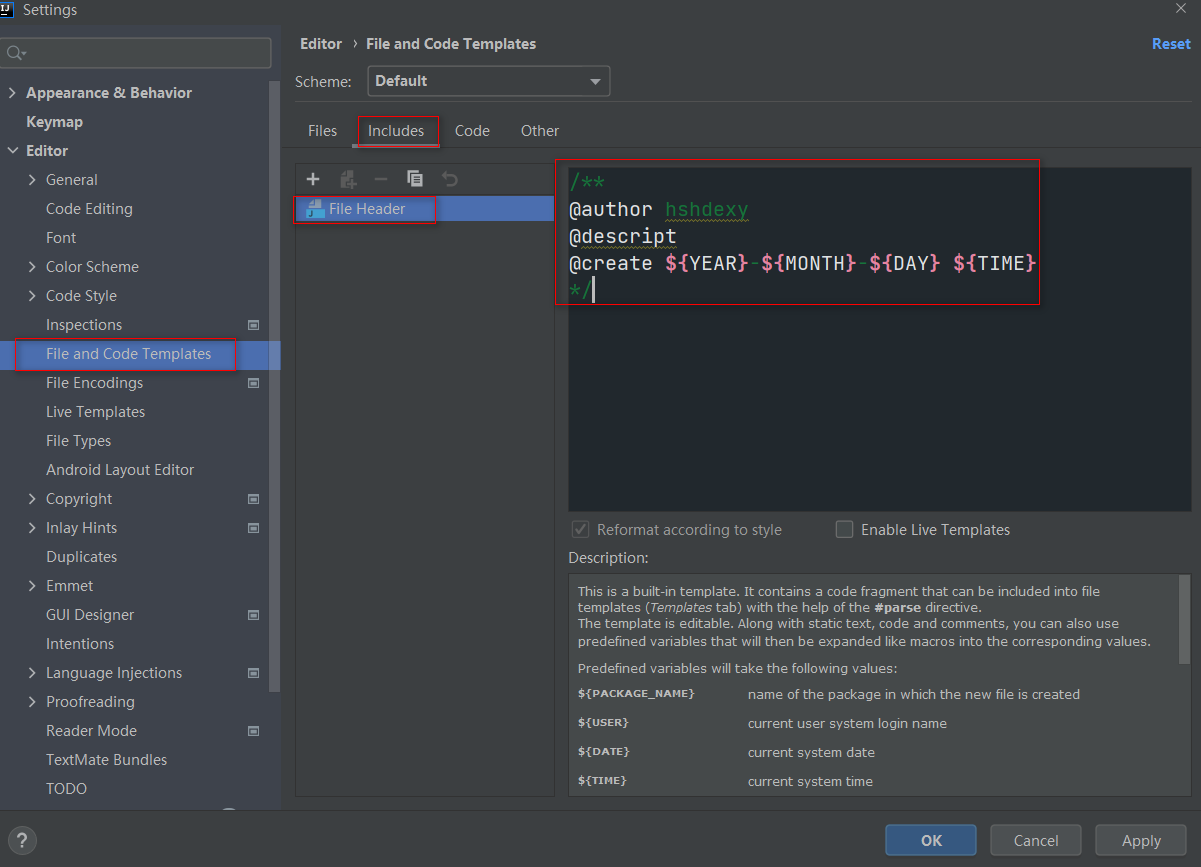 Settings
Editor › File and Code Templates
Reset
Scheme: Default
Files Includes Code Other
Appearance & Behavior
Keymap
Editor
General
Code Editing
Font
Color Scheme
Code Style
Inspections
File and Code Templates
File Encodings
Live Templates
File Types
Android Layout Editor
Copyright
Inlay Hints
Duplicates
Emmet
GUI Designer
Intentions
Language Injections
Proofreading
Reader Mode
TextMate Bundles
TODO
File Header
/**
@author hshdexy
@descript
@create ${YEAR}-${MONTH}-${DAY} ${TIME}
*/
Reformat according to style
Enable Live Templates
Description:
This is a built-in template. It contains a code fragment that can be included into file
templates (Templates tab) with the help of the #parse directive.
The template is editable. Along with static text, code and comments, you can also use
predefined variables that will then be expanded like macros into the corresponding values.
Predefined variables will take the following values:
${PACKAGE_NAME} name of the package in which the new file is created
${USER} current user system login name
${DATE} current system date
${TIME} current system time
?
OK
Cancel
Apply